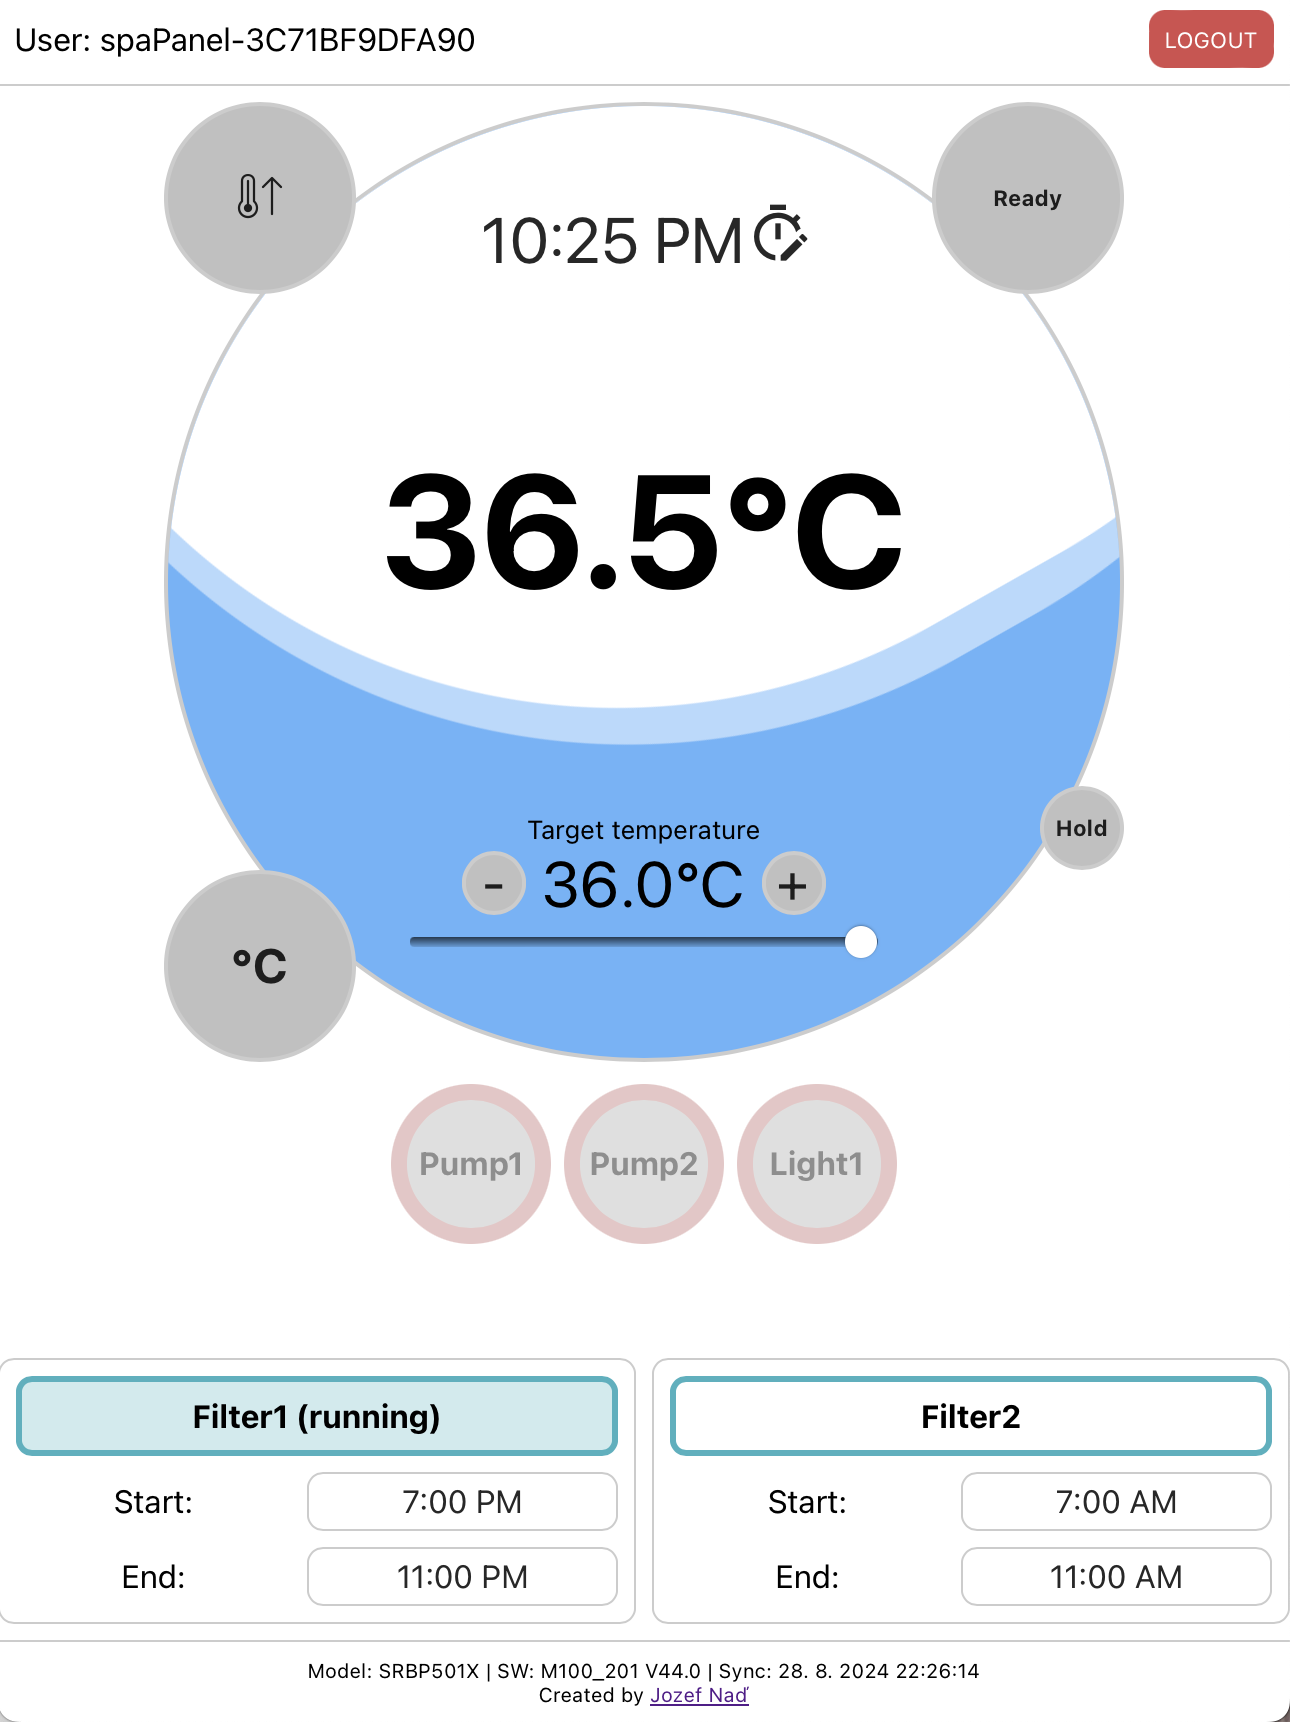 User: spaPanel-3C71BF9DFA90
LOGOUT
Ready
10:25 PM
36.5°C
Hold
Target temperature
- 36.0°C +
°C
Pump1 Pump2 Light1
Filter1 (running)
Start: 7:00 PM
End: 11:00 PM
Filter2
Start: 7:00 AM
End: 11:00 AM
Model: SRBP501X | SW: M100_201 V44.0 | Sync: 28. 8. 2024 22:26:14
Created by Jozef Naď